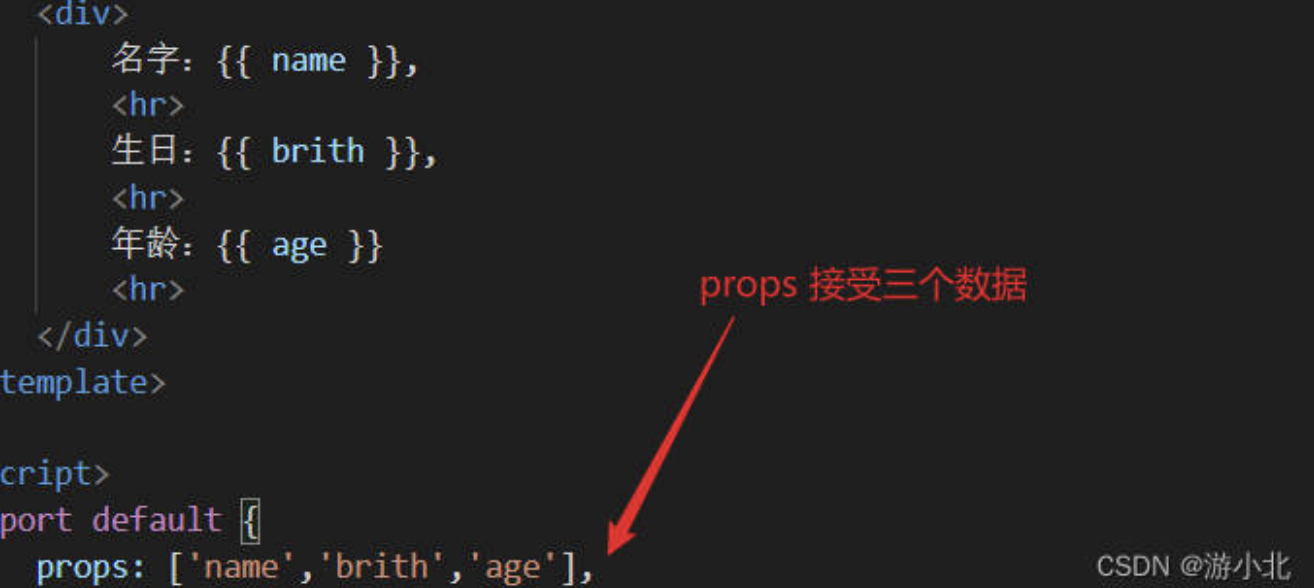 <div>
名字：{{ name }},
<hr>
生日：{{ brith }},
<hr>
年龄：{{ age }}
<hr>
props 接受三个数据
</div>
template>
cript>
port default {
props: ['name','brith','age'],
CSDN @游小北